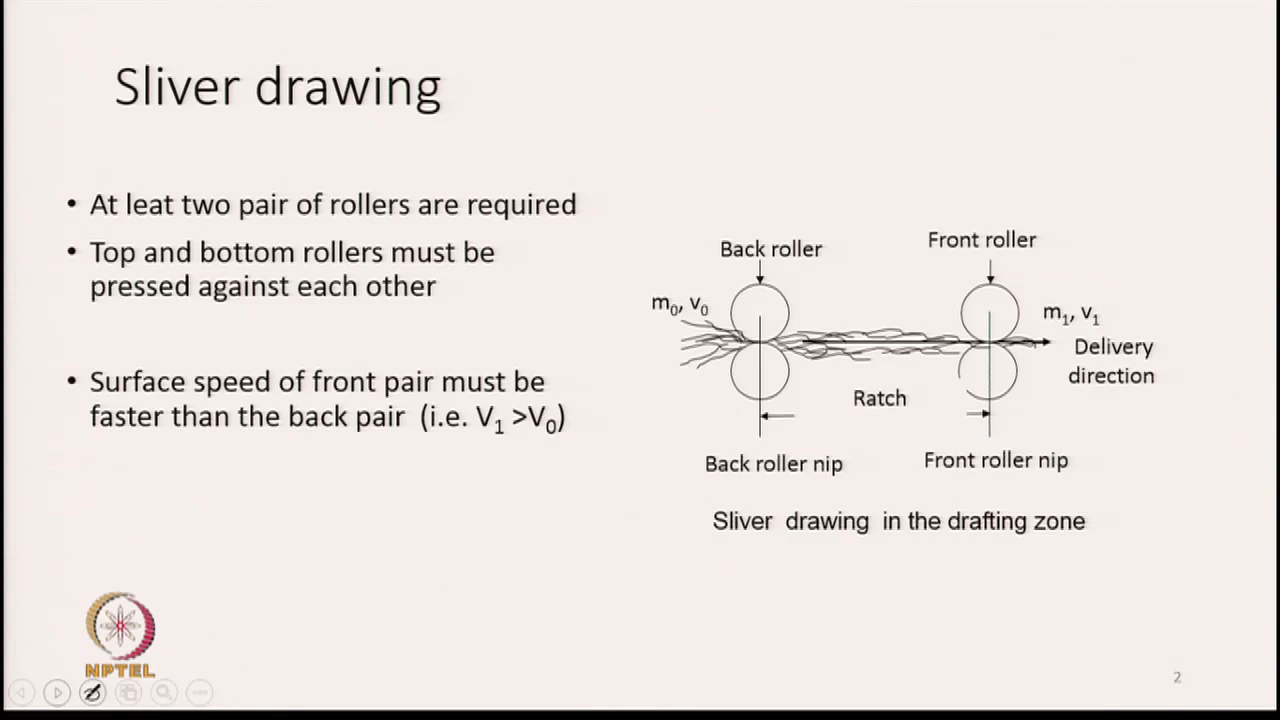 Sliver drawing
• At leat two pair of rollers are required
• Top and bottom rollers must be
pressed against each other
• Surface speed of front pair must be
faster than the back pair (i.e. V₁ >V₀)
Back roller
Front roller
m₀, v₀
m₁, v₁
Delivery
direction
Ratch
Back roller nip
Front roller nip
Sliver drawing in the drafting zone
NPTEL
2